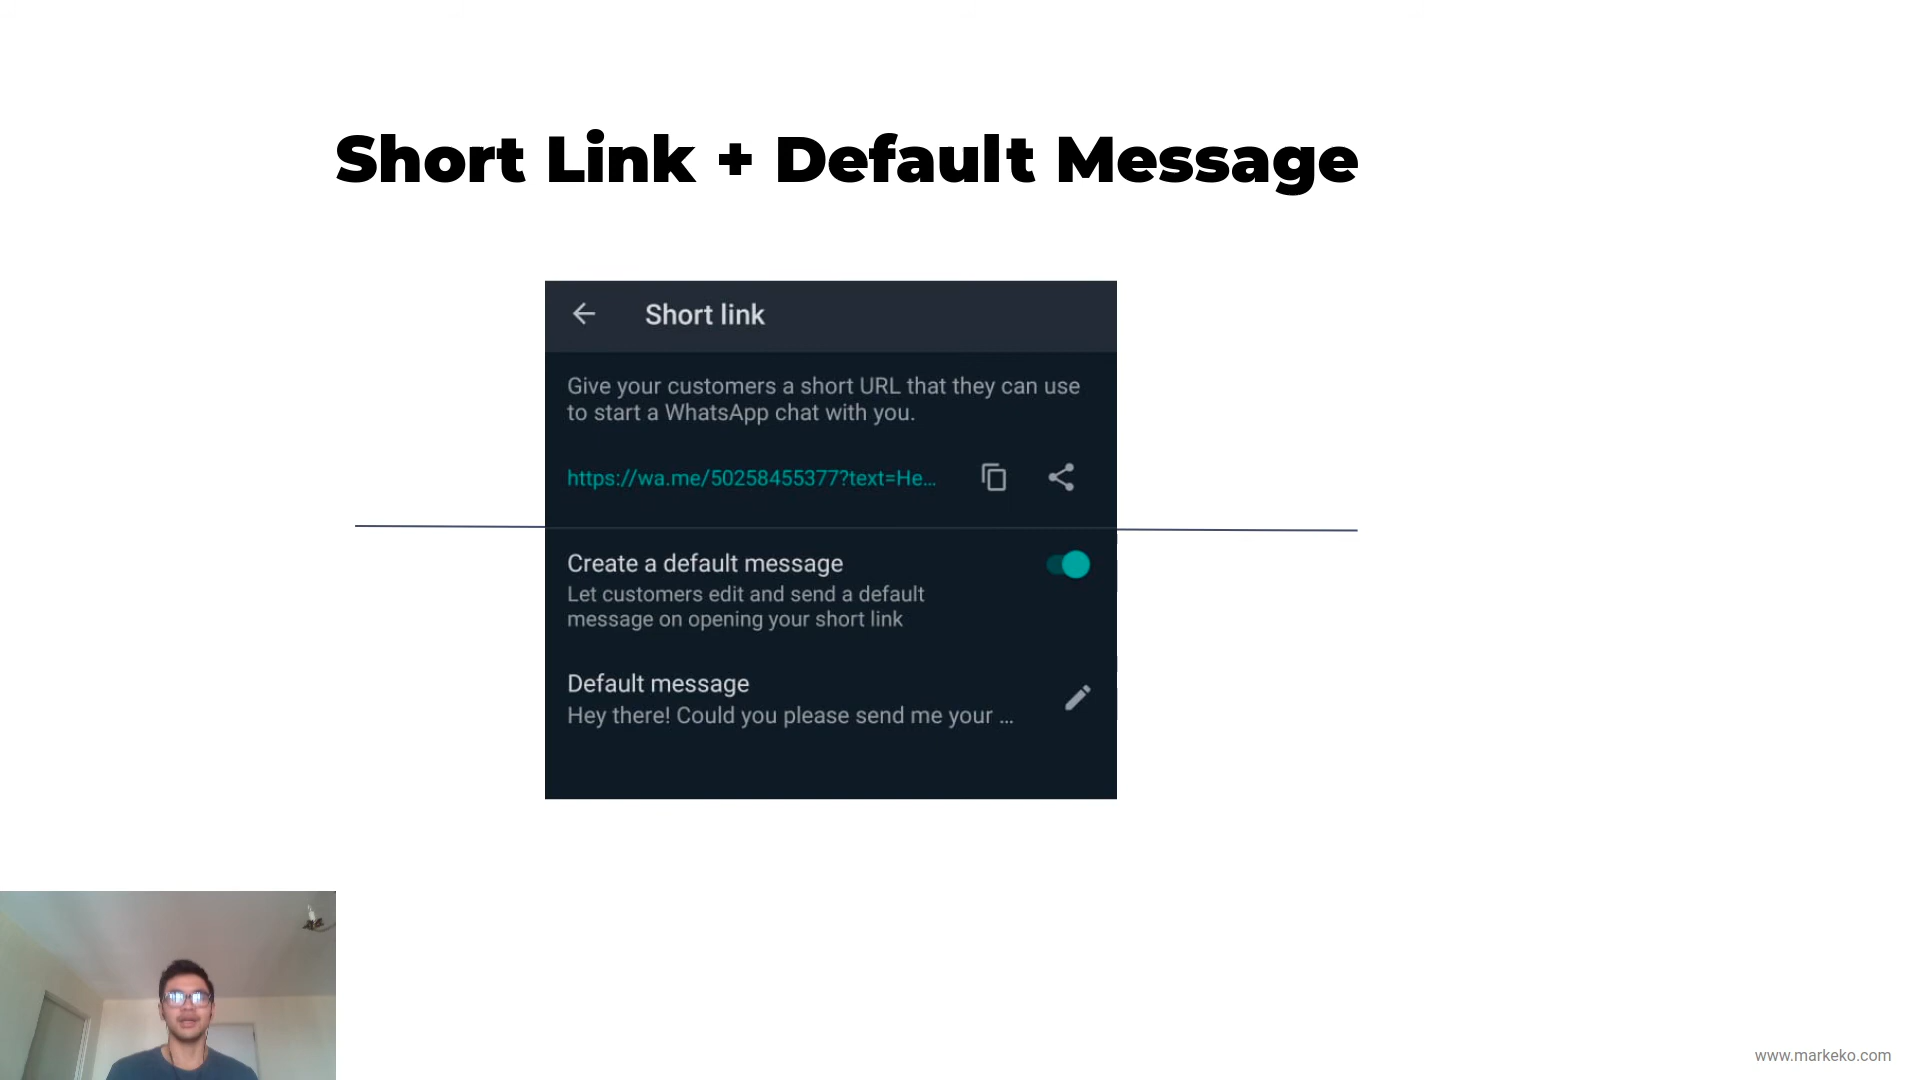 Short Link + Default Message
Short link
Give your customers a short URL that they can use
to start a WhatsApp chat with you.
https://wa.me/50258455377?text=He...
Create a default message
Let customers edit and send a default
message on opening your short link
Default message
Hey there! Could you please send me your ...
www.markeko.com